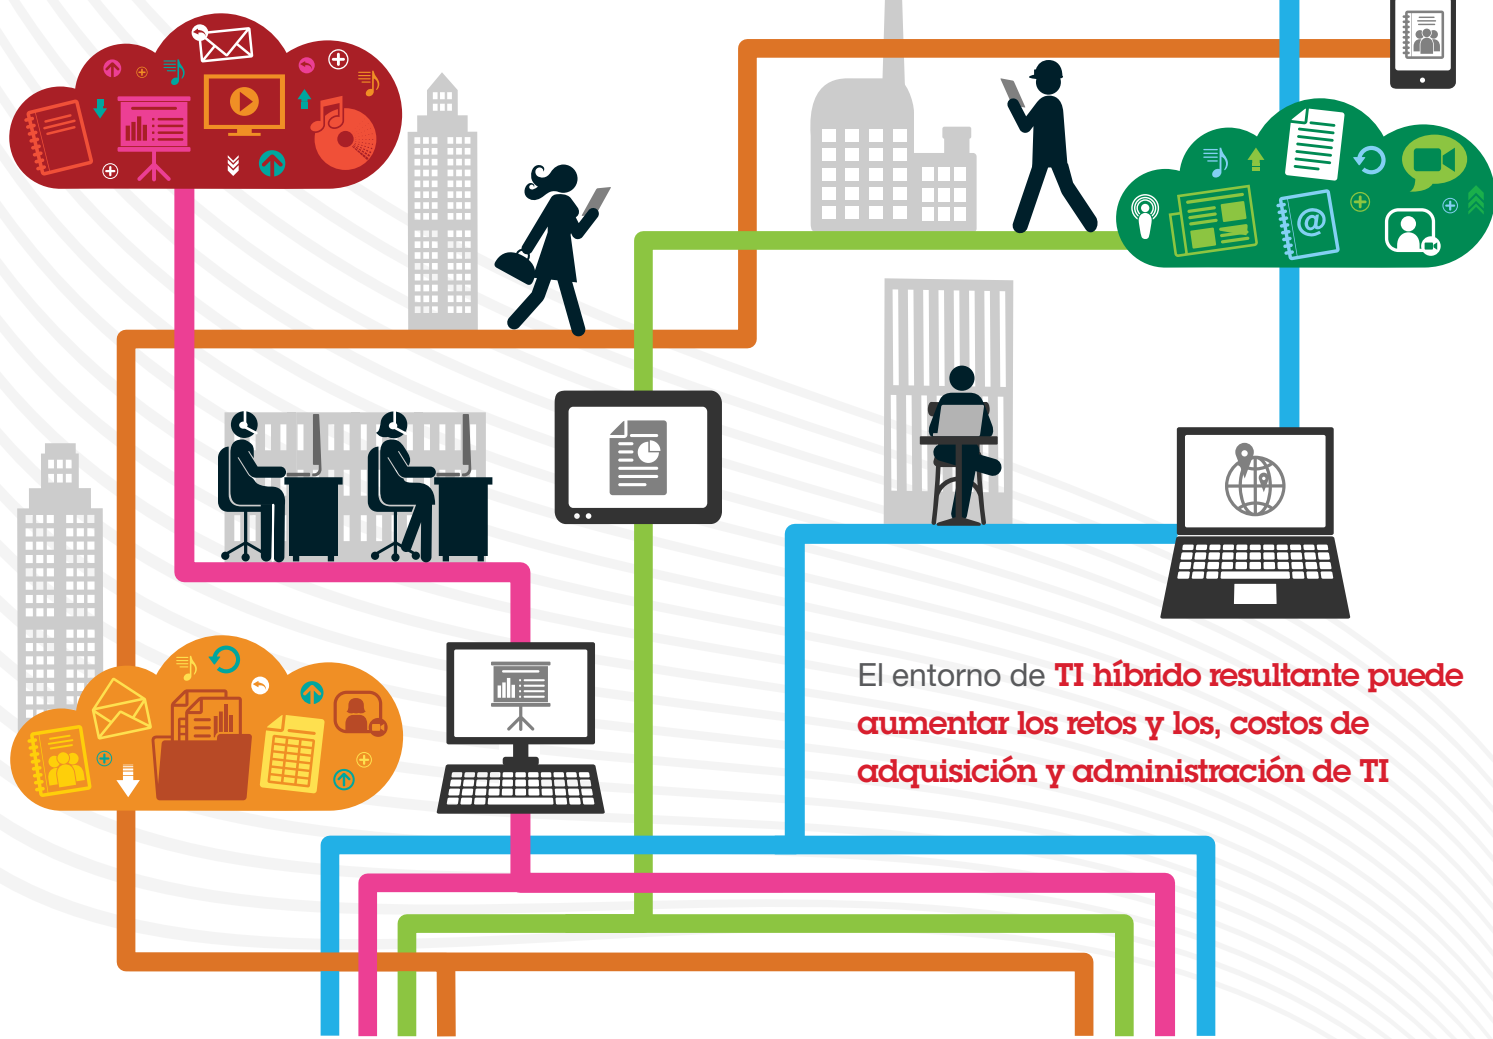 El entorno de TI híbrido resultante puede
aumentar los retos y los, costos de
adquisición y administración de TI